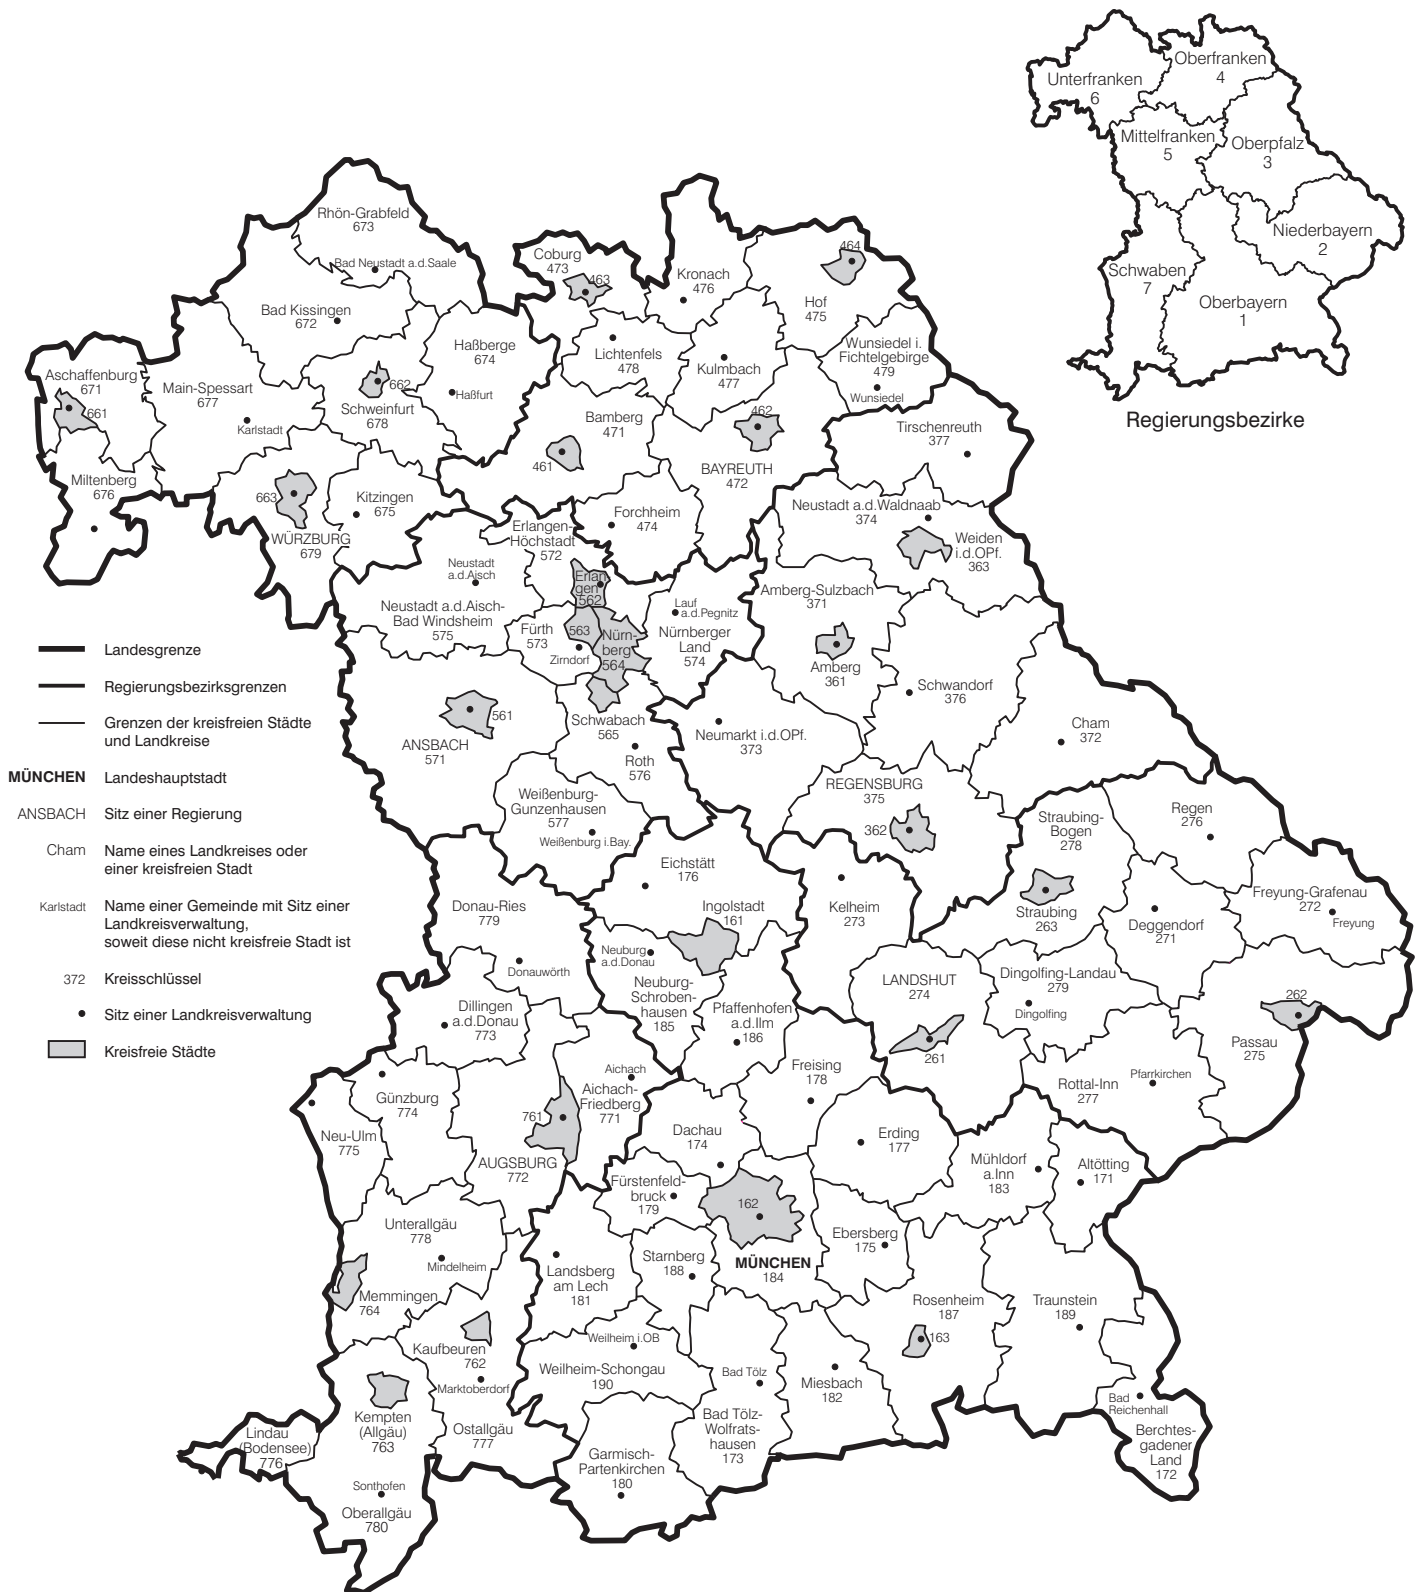 Unterfranken
6
Oberfranken
4
Mittelfranken
5
Oberpfalz
3
Niederbayern
2
Schwaben
7
Oberbayern
1
Regierungsbezirke
Rhön-Grabfeld
673
Bad Neustadt a.d.Saale
Bad Kissingen
672
Coburg
473
463
Kronach
476
464
Hof
475
Haßberge
674
Haßfurt
Lichtenfels
478
Kulmbach
477
Wunsiedel i.
Fichtelgebirge
479
Wunsiedel
Aschaffenburg
671
661
Main-Spessart
677
Karlstadt
662
Schweinfurt
678
Bamberg
471
461
462
BAYREUTH
472
Tirschenreuth
377
Miltenberg
676
663
WÜRZBURG
679
Kitzingen
675
Forchheim
474
Neustadt a.d.Waldnaab
374
Weiden
i.d.OPf.
363
Erlangen-
Höchstadt
572
Neustadt
a.d.Aisch
Neustadt a.d.Aisch-
Bad Windsheim
575
Erlan
gen
562
Fürth
573
563
Zirndorf
Nürn-
berg
564
Lauf
a.d.Pegnitz
Nürnberger
Land
574
Amberg-Sulzbach
371
Amberg
361
Schwandorf
376
Cham
372
561
ANSBACH
571
Schwabach
565
Roth
576
Neumarkt i.d.OPf.
373
Weißenburg-
Gunzenhausen
577
Weißenburg i.Bay.
REGENSBURG
375
362
Straubing-
Bogen
278
Regen
276
Straubing
263
Deggendorf
271
Freyung-Grafenau
272
Freyung
Landesgrenze
Regierungsbezirksgrenzen
Grenzen der kreisfreien Städte
und Landkreise
MÜNCHEN Landeshauptstadt
ANSBACH Sitz einer Regierung
Cham Name eines Landkreises oder
einer kreisfreien Stadt
Karlstadt Name einer Gemeinde mit Sitz einer
Landkreisverwaltung,
soweit diese nicht kreisfreie Stadt ist
372 Kreisschlüssel
Sitz einer Landkreisverwaltung
Kreisfreie Städte
Eichstätt
176
Ingolstadt
161
Kelheim
273
Donau-Ries
779
Donauwörth
Neuburg
a.d.Donau
Neuburg-
Schroben-
hausen
185
Pfaffenhofen
a.d.Ilm
186
LANDSHUT
274
261
Dingolfing-Landau
279
Dingolfing
262
Passau
275
Rottal-Inn
277
Pfarrkirchen
Dillingen
a.d.Donau
773
Günzburg
774
Neu-Ulm
775
Aichach
Aichach-
Friedberg
771
761
AUGSBURG
772
Freising
178
Dachau
174
Erding
177
Mühldorf
a.Inn
183
Altötting
171
Fürstenfeld-
bruck
179
162
MÜNCHEN
184
Ebersberg
175
Unterallgäu
778
Mindelheim
Memmingen
764
Landsberg
am Lech
181
Starnberg
188
Rosenheim
187
163
Traunstein
189
Kaufbeuren
762
Marktoberdorf
Ostallgäu
777
Weilheim i.OB
Weilheim-Schongau
190
Bad Tölz
Bad Tölz-
Wolfrats-
hausen
173
Miesbach
182
Bad
Reichenhall
Berchtes-
gadener
Land
172
Kempten
(Allgäu)
763
Lindau
(Bodensee)
776
Sonthofen
Oberallgäu
780
Garmisch-
Partenkirchen
180